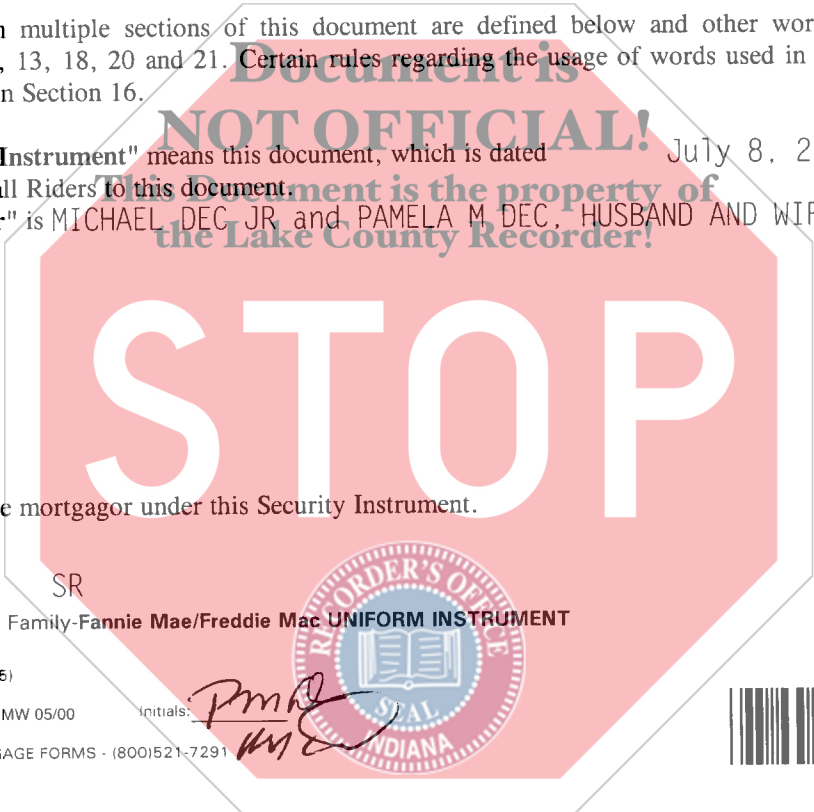 multiple sections of this document are defined below and other
, 13, 18, 20 and 21. Certain rules regarding the usage of words used in
n Section 16.
Document is
NOT OFFICIAL!
Instrument" means this document, which is dated July 8, 2
This Document is the property of
ll Riders to this document.
" is MICHAEL DEC JR and PAMELA M DEC, HUSBAND AND WIF
the Lake County Recorder!
STOP
e mortgagor under this Security Instrument.
SR
Family-Fannie Mae/Freddie Mac UNIFORM INSTRUMENT
RECORDER'S OFFICE
SEAL
INDIANA
MW 05/00 Initials: PMD
GAGE FORMS - (800)521-7291